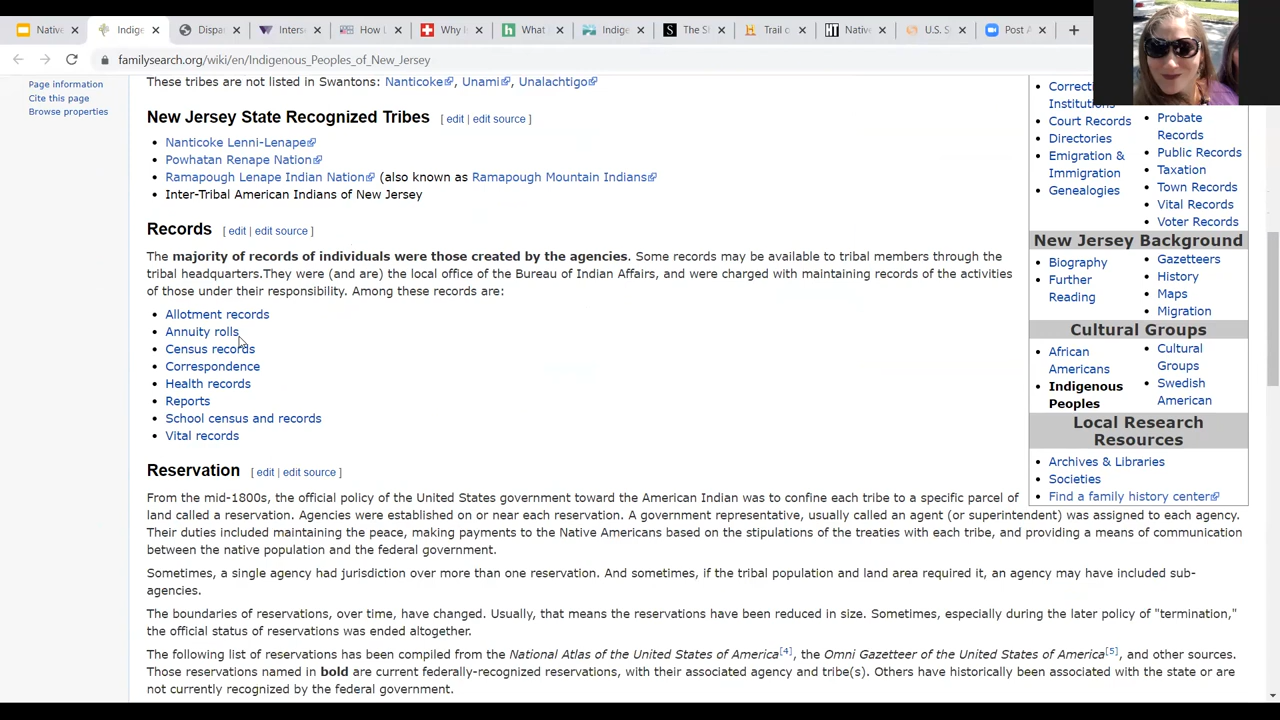 Native
Indige
Dispar
Inters
How L
Why I
What
Indige
The S
Trail o
Native
U.S. S
Post A
familysearch.org/wiki/en/Indigenous_Peoples_of_New_Jersey
Page information
Cite this page
Browse properties
These tribes are not listed in Swantons: Nanticoke, Unami, Unalachtigo
New Jersey State Recognized Tribes [ edit | edit source ]
Nanticoke Lenni-Lenape
Powhatan Renape Nation
Ramapough Lenape Indian Nation (also known as Ramapough Mountain Indians
Inter-Tribal American Indians of New Jersey
Records [ edit | edit source ]
The majority of records of individuals were those created by the agencies. Some records may be available to tribal members through the
tribal headquarters.They were (and are) the local office of the Bureau of Indian Affairs, and were charged with maintaining records of the activities
of those under their responsibility. Among these records are:
Allotment records
Annuity rolls
Census records
Correspondence
Health records
Reports
School census and records
Vital records
Reservation [ edit | edit source ]
From the mid-1800s, the official policy of the United States government toward the American Indian was to confine each tribe to a specific parcel of
land called a reservation. Agencies were established on or near each reservation. A government representative, usually called an agent (or superintendent) was assigned to each agency.
Their duties included maintaining the peace, making payments to the Native Americans based on the stipulations of the treaties with each tribe, and providing a means of communication
between the native population and the federal government.
Sometimes, a single agency had jurisdiction over more than one reservation. And sometimes, if the tribal population and land area required it, an agency may have included sub-
agencies.
The boundaries of reservations, over time, have changed. Usually, that means the reservations have been reduced in size. Sometimes, especially during the later policy of "termination,"
the official status of reservations was ended altogether.
The following list of reservations has been compiled from the National Atlas of the United States of America[4], the Omni Gazetteer of the United States of America[5], and other sources.
Those reservations named in bold are current federally-recognized reservations, with their associated agency and tribe(s). Others have historically been associated with the state or are
not currently recognized by the federal government.
Correcti
Institutions
Court Records
Directories
Emigration &
Immigration
Genealogies
Probate
Records
Public Records
Taxation
Town Records
Vital Records
Voter Records
New Jersey Background
Biography
Further
Reading
Gazetteers
History
Maps
Migration
Cultural Groups
African
Americans
Indigenous
Peoples
Cultural
Groups
Swedish
American
Local Research
Resources
Archives & Libraries
Societies
Find a family history center